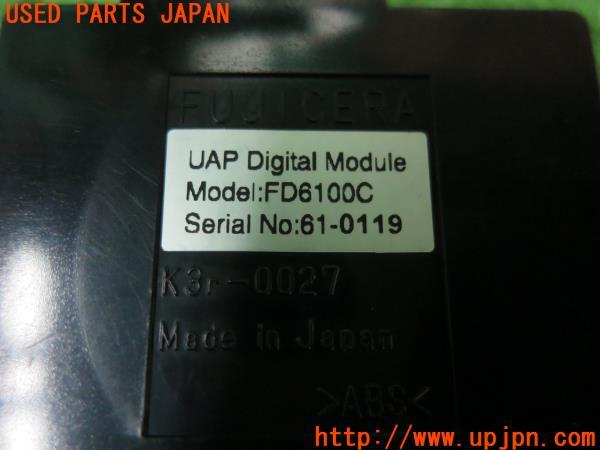 USED PARTS JAPAN
FUJICERA
UAP Digital Module
Model:FD6100C
Serial No:61-0119
K3r-0027
Made in Japan
>ABS<
http://www.upjpn.com